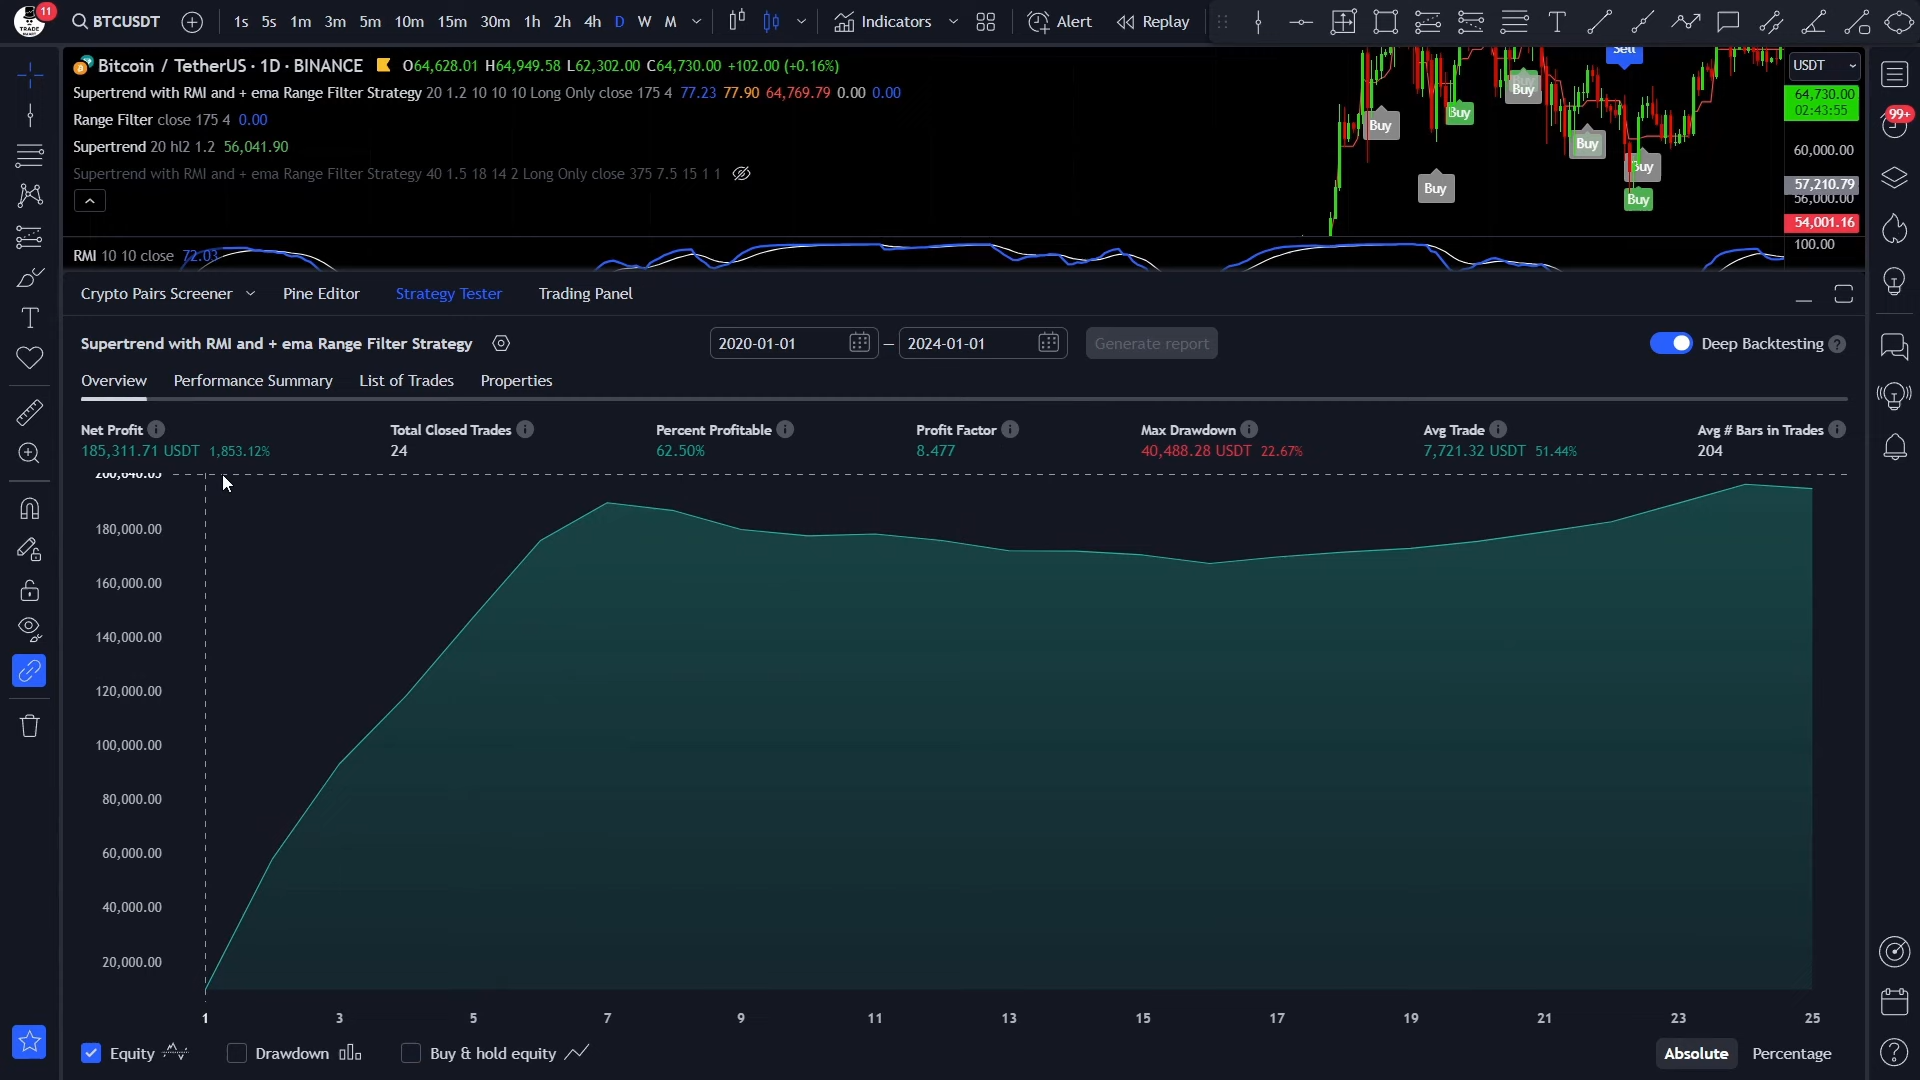 11
TRADE
BTCUSDT
1s 5s 1m 3m 5m 10m 15m 30m 1h 2h 4h D W M
Indicators
Alert
Replay
Bitcoin / TetherUS · 1D · BINANCE O64,628.01 H64,949.58 L62,302.00 C64,730.00 +102.00 (+0.16%)
Supertrend with RMI and + ema Range Filter Strategy 20 1.2 10 10 10 Long Only close 175 4 77.23 77.90 64,769.79 0.00 0.00
Range Filter close 175 4 0.00
Supertrend 20 hl2 1.2 56,041.90
Supertrend with RMI and + ema Range Filter Strategy 40 1.5 18 14 2 Long Only close 375 7.5 15 1 1
Sell
Buy
Buy
Buy
Buy
Buy
Buy
Buy
USDT
64,730.00
02:43:55
60,000.00
57,210.79
56,000.00
54,001.16
100.00
99+
RMI 10 10 close 72.03
Crypto Pairs Screener Pine Editor Strategy Tester Trading Panel
Supertrend with RMI and + ema Range Filter Strategy
2020-01-01 — 2024-01-01
Generate report
Deep Backtesting
Overview Performance Summary List of Trades Properties
Net Profit
185,311.71 USDT 1,853.12%
Total Closed Trades
24
Percent Profitable
62.50%
Profit Factor
8.477
Max Drawdown
40,488.28 USDT 22.67%
Avg Trade
7,721.32 USDT 51.44%
Avg # Bars in Trades
204
180,000.00
160,000.00
140,000.00
120,000.00
100,000.00
80,000.00
60,000.00
40,000.00
20,000.00
1 3 5 7 9 11 13 15 17 19 21 23 25
Equity
Drawdown
Buy & hold equity
Absolute
Percentage